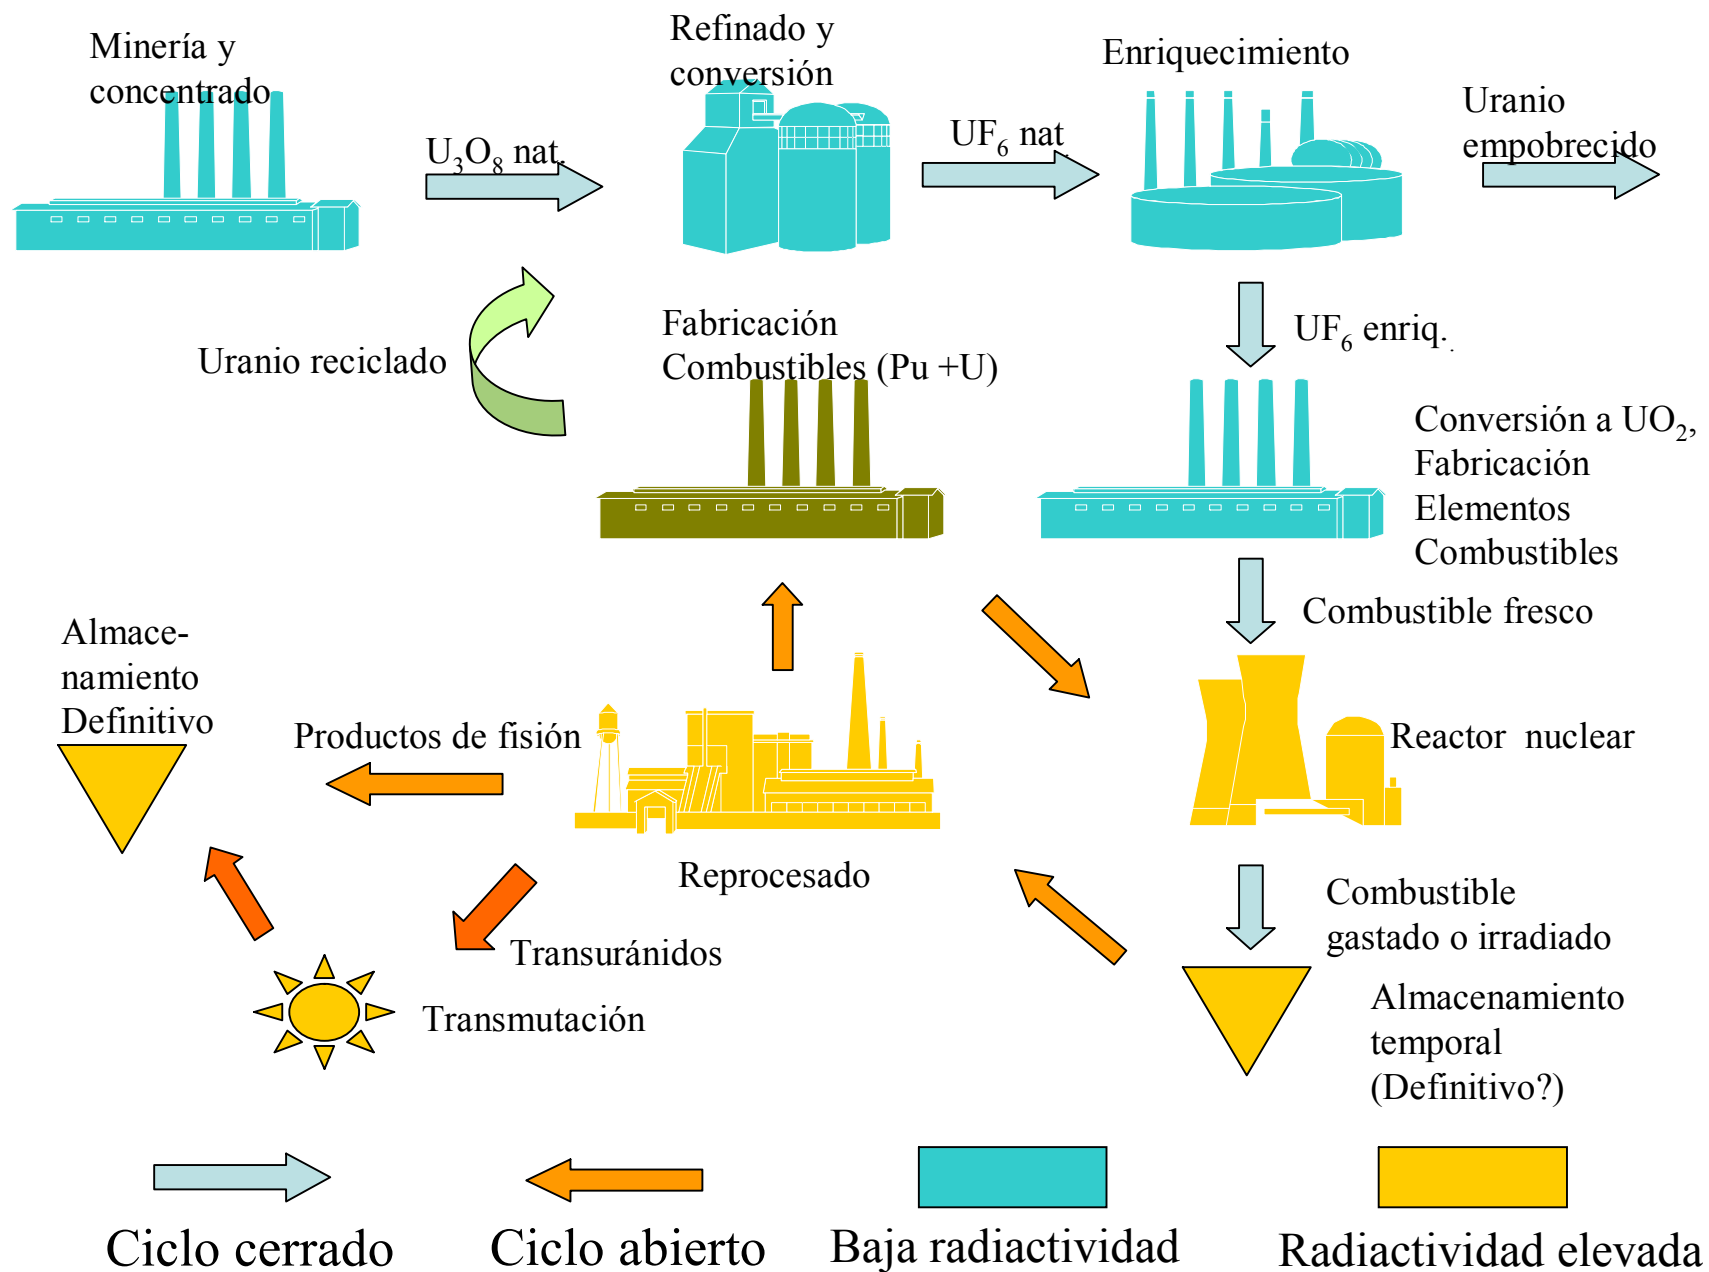 Minería y
concentrado
U3O8 nat.
Refinado y
conversión
UF6 nat
Enriquecimiento
Uranio
empobrecido
UF6 enriq.
Uranio reciclado
Fabricación
Combustibles (Pu +U)
Conversión a UO2,
Fabricación
Elementos
Combustibles
Combustible fresco
Almace-
namiento
Definitivo
Productos de fisión
Reactor nuclear
Reprocesado
Combustible
gastado o irradiado
Transuránidos
Transmutación
Almacenamiento
temporal
(Definitivo?)
Ciclo cerrado
Ciclo abierto
Baja radiactividad
Radiactividad elevada